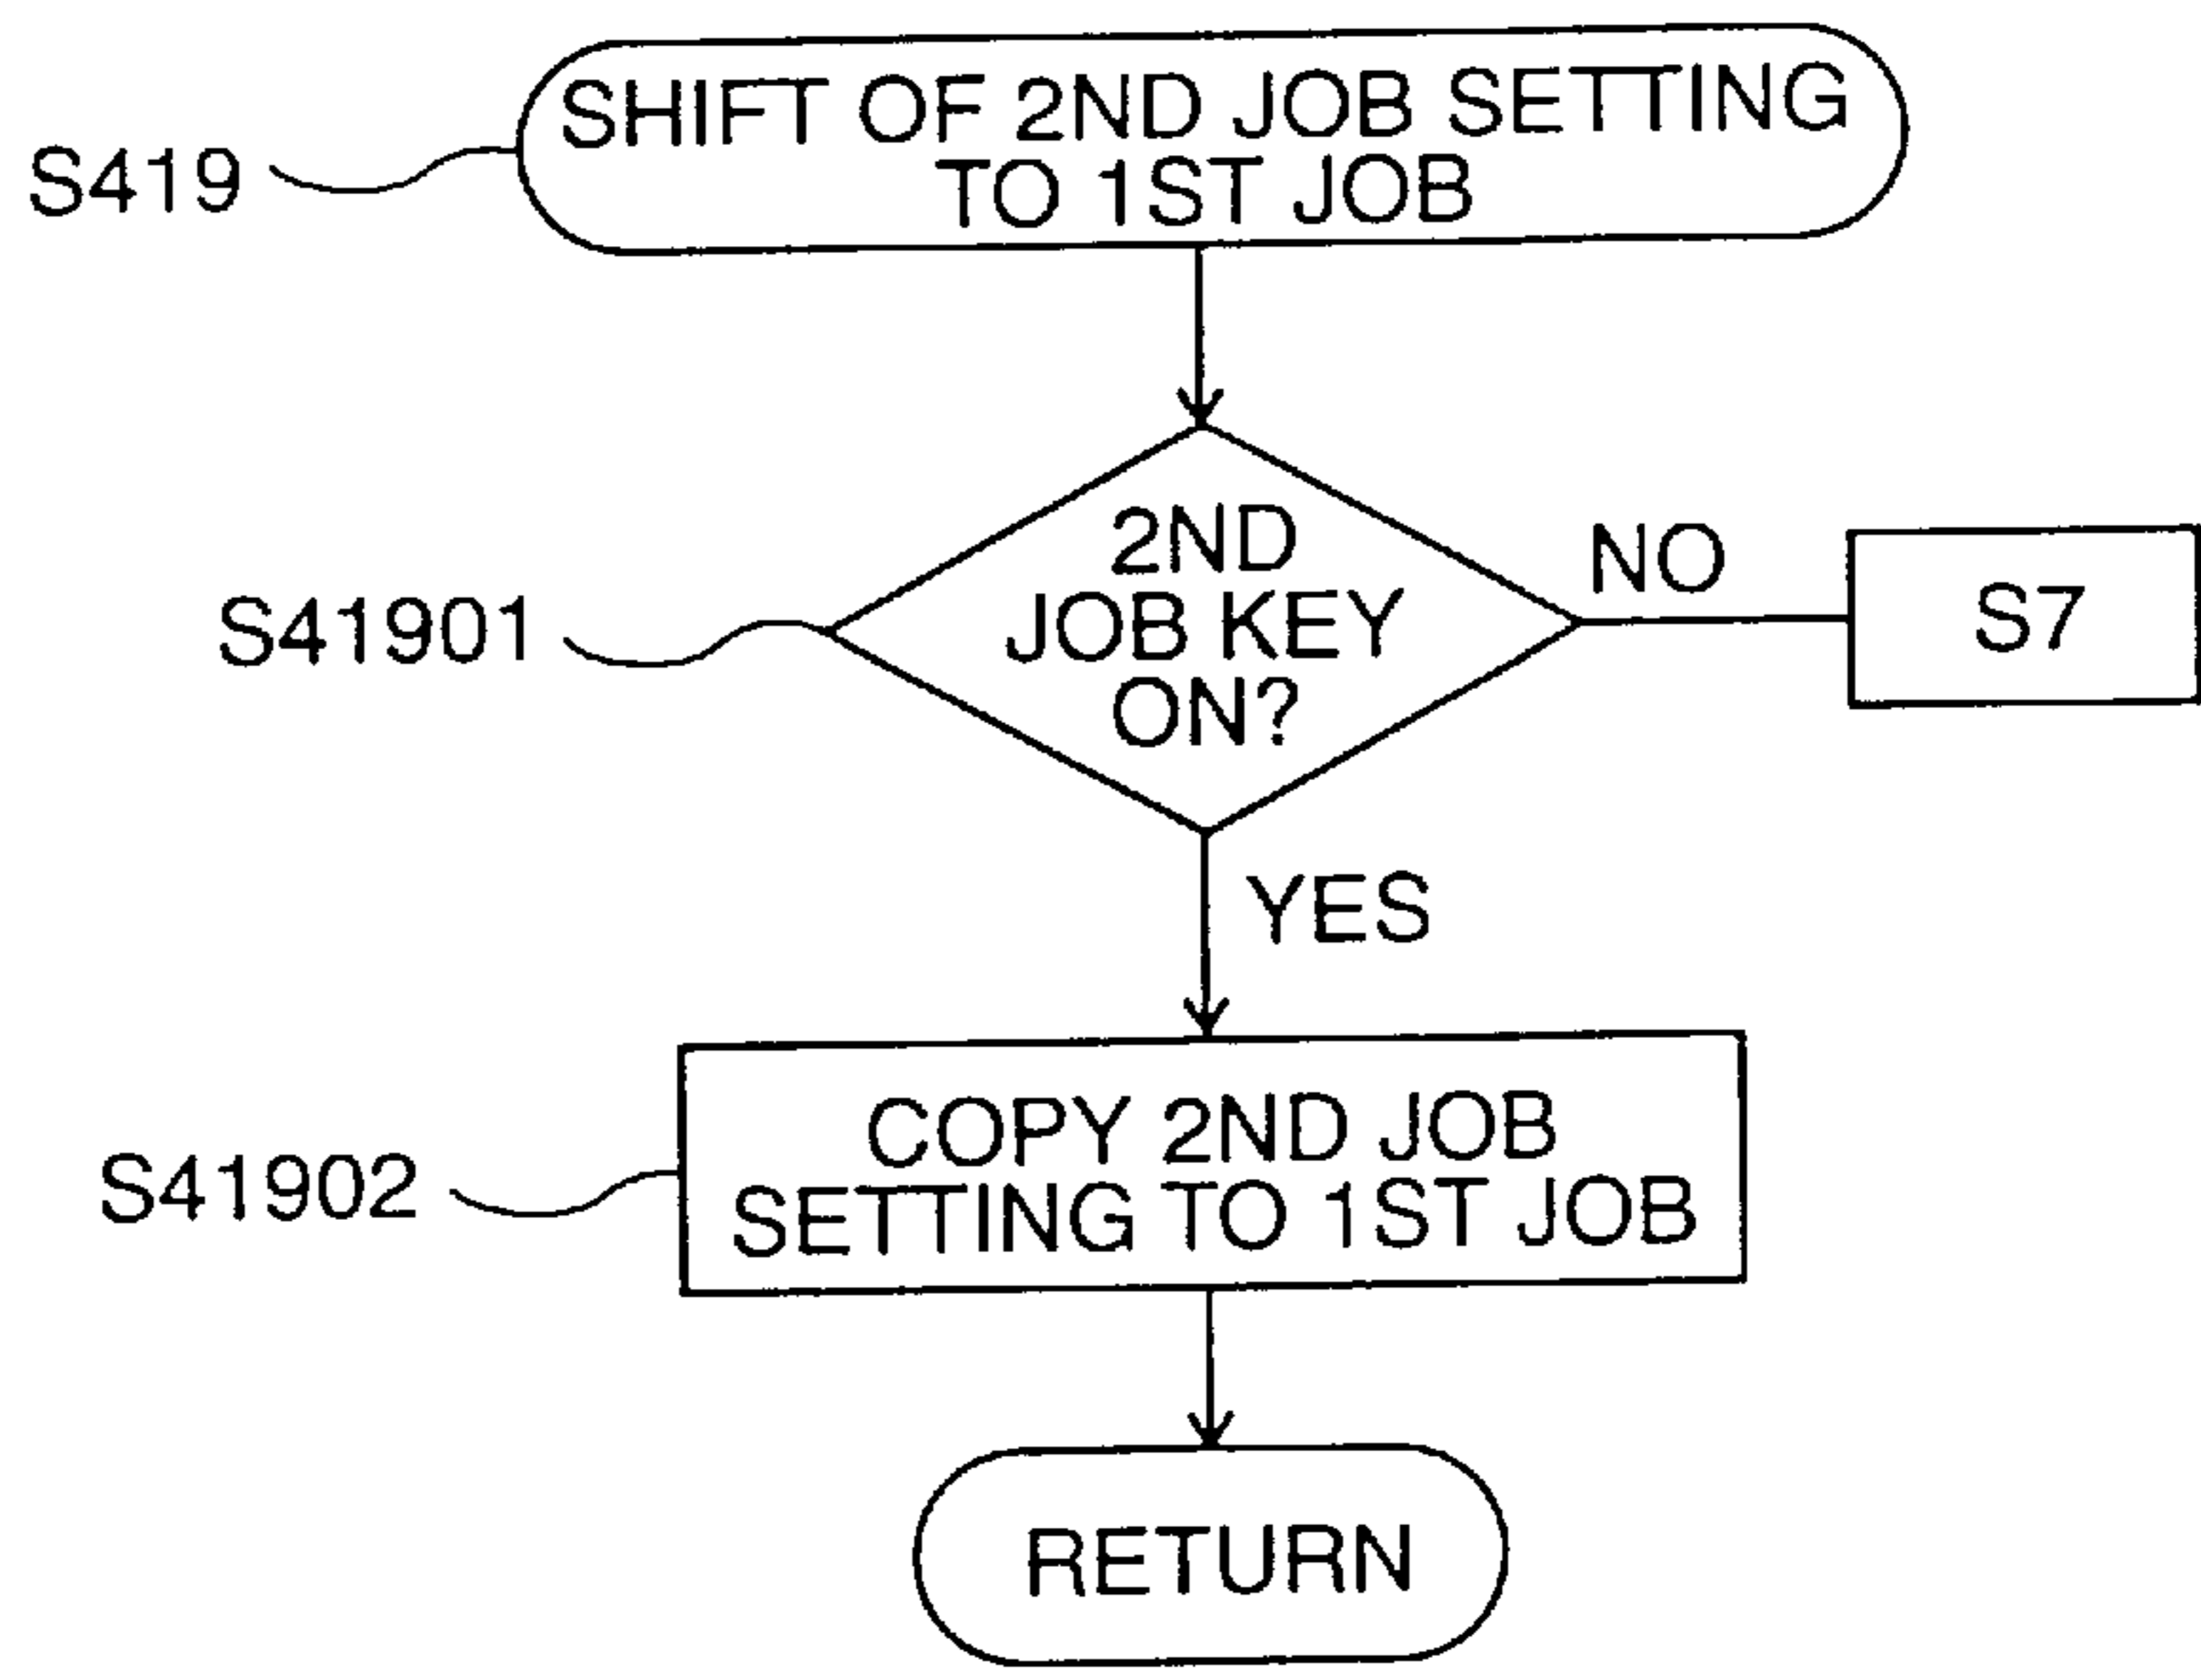 SHIFT OF 2ND JOB SETTING
TO 1ST JOB
S419
2ND
JOB KEY
ON?
NO
S7
S41901
YES
COPY 2ND JOB
SETTING TO 1ST JOB
S41902
RETURN